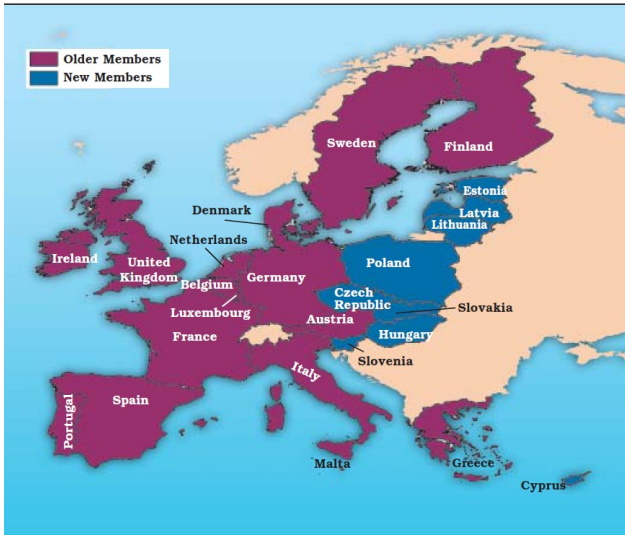 Older Members
New Members
Sweden
Finland
Estonia
Latvia
Lithuania
Denmark
Netherlands
Ireland
United
Kingdom
Belgium
Germany
Poland
Luxembourg
Czech
Republic
Slovakia
Austria
France
Hungary
Slovenia
Italy
Portugal
Spain
Malta
Greece
Cyprus